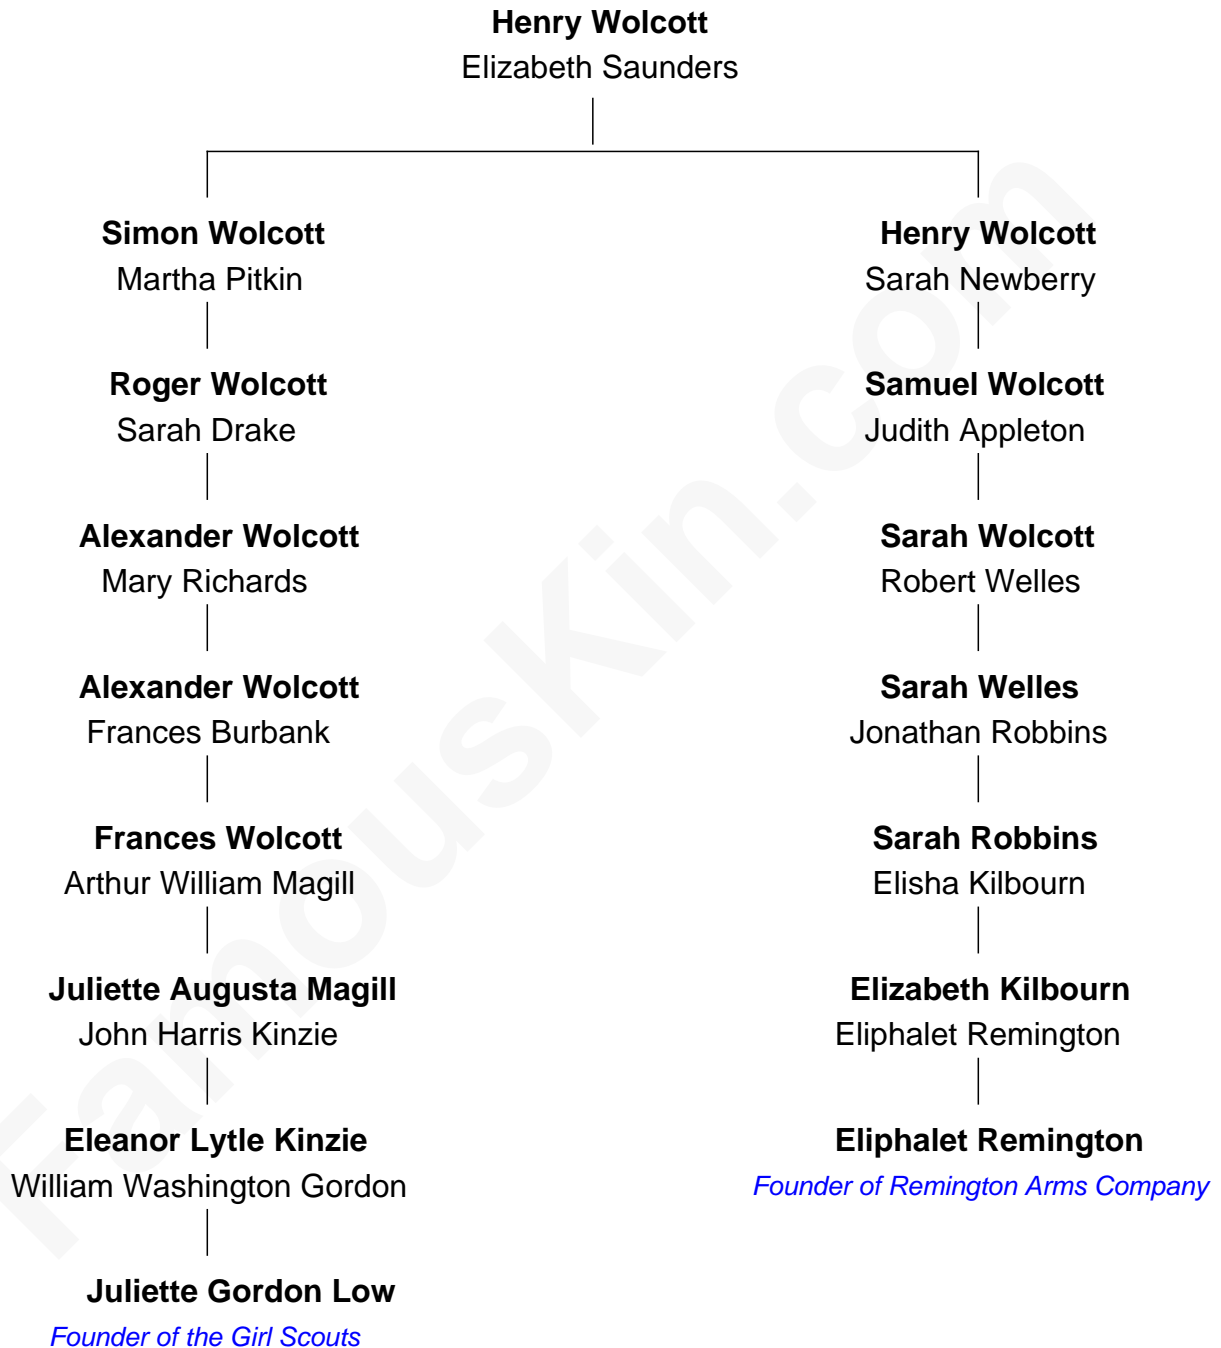 Henry Wolcott
Elizabeth Saunders
Simon Wolcott
Martha Pitkin
Henry Wolcott
Sarah Newberry
Roger Wolcott
Sarah Drake
Samuel Wolcott
Judith Appleton
Alexander Wolcott
Mary Richards
Sarah Wolcott
Robert Welles
Alexander Wolcott
Frances Burbank
Sarah Welles
Jonathan Robbins
Frances Wolcott
Arthur William Magill
Sarah Robbins
Elisha Kilbourn
Juliette Augusta Magill
John Harris Kinzie
Elizabeth Kilbourn
Eliphalet Remington
Eleanor Lytle Kinzie
William Washington Gordon
Eliphalet Remington
Founder of Remington Arms Company
Juliette Gordon Low
Founder of the Girl Scouts
FamousKin.com